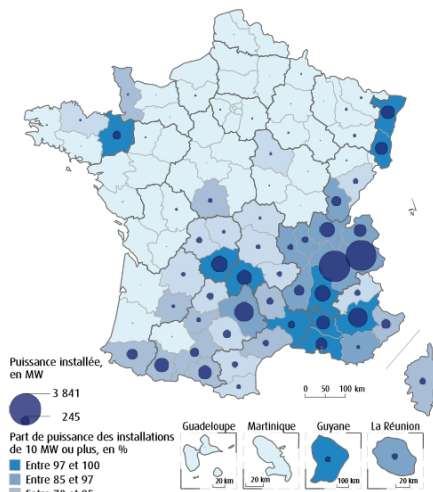 N
0 50 100 km
Puissance installée,
en MW
3 841
245
Part de puissance des installations
de 10 MW ou plus, en %
Entre 97 et 100
Entre 85 et 97
Guadeloupe
20 km
Martinique
20 km
Guyane
100 km
La Réunion
20 km